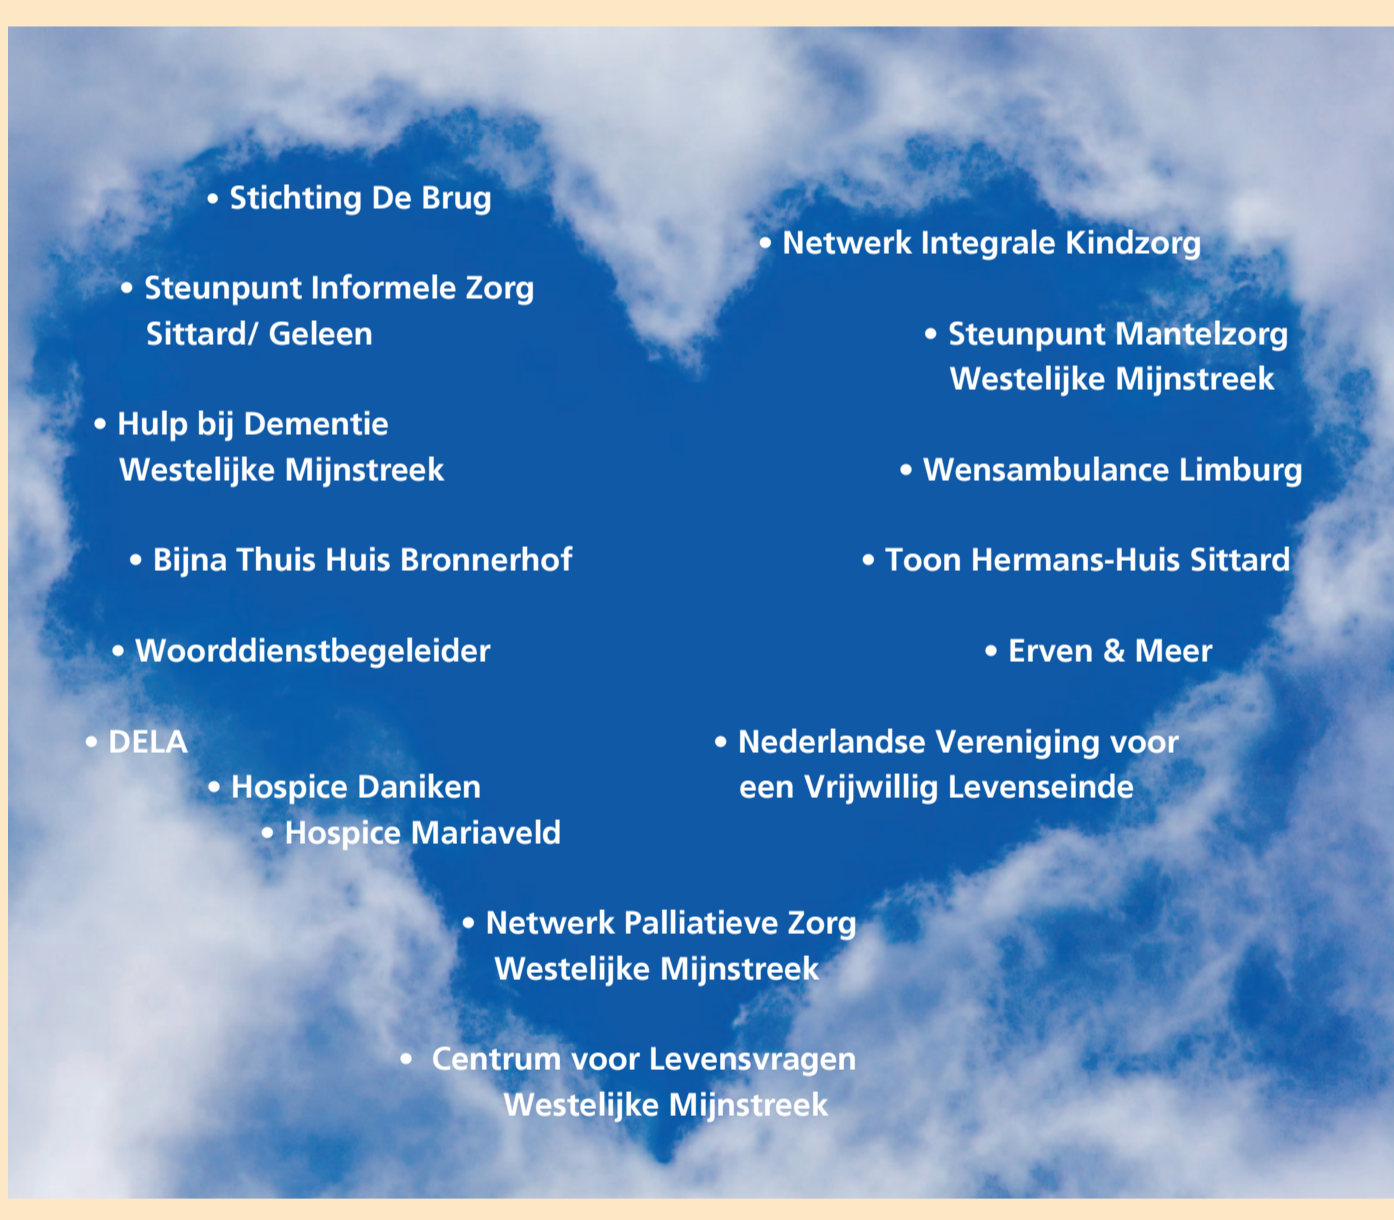 • Stichting De Brug
• Netwerk Integrale Kindzorg
• Steunpunt Informele Zorg
Sittard/ Geleen
• Steunpunt Mantelzorg
Westelijke Mijnstreek
• Hulp bij Dementie
Westelijke Mijnstreek
• Wensambulance Limburg
• Bijna Thuis Huis Bronnerhof
• Toon Hermans-Huis Sittard
• Woorddienstbegeleider
• Erven & Meer
• DELA
• Nederlandse Vereniging voor
een Vrijwillig Levenseinde
• Hospice Daniken
• Hospice Mariaveld
• Netwerk Palliatieve Zorg
Westelijke Mijnstreek
• Centrum voor Levensvragen
Westelijke Mijnstreek